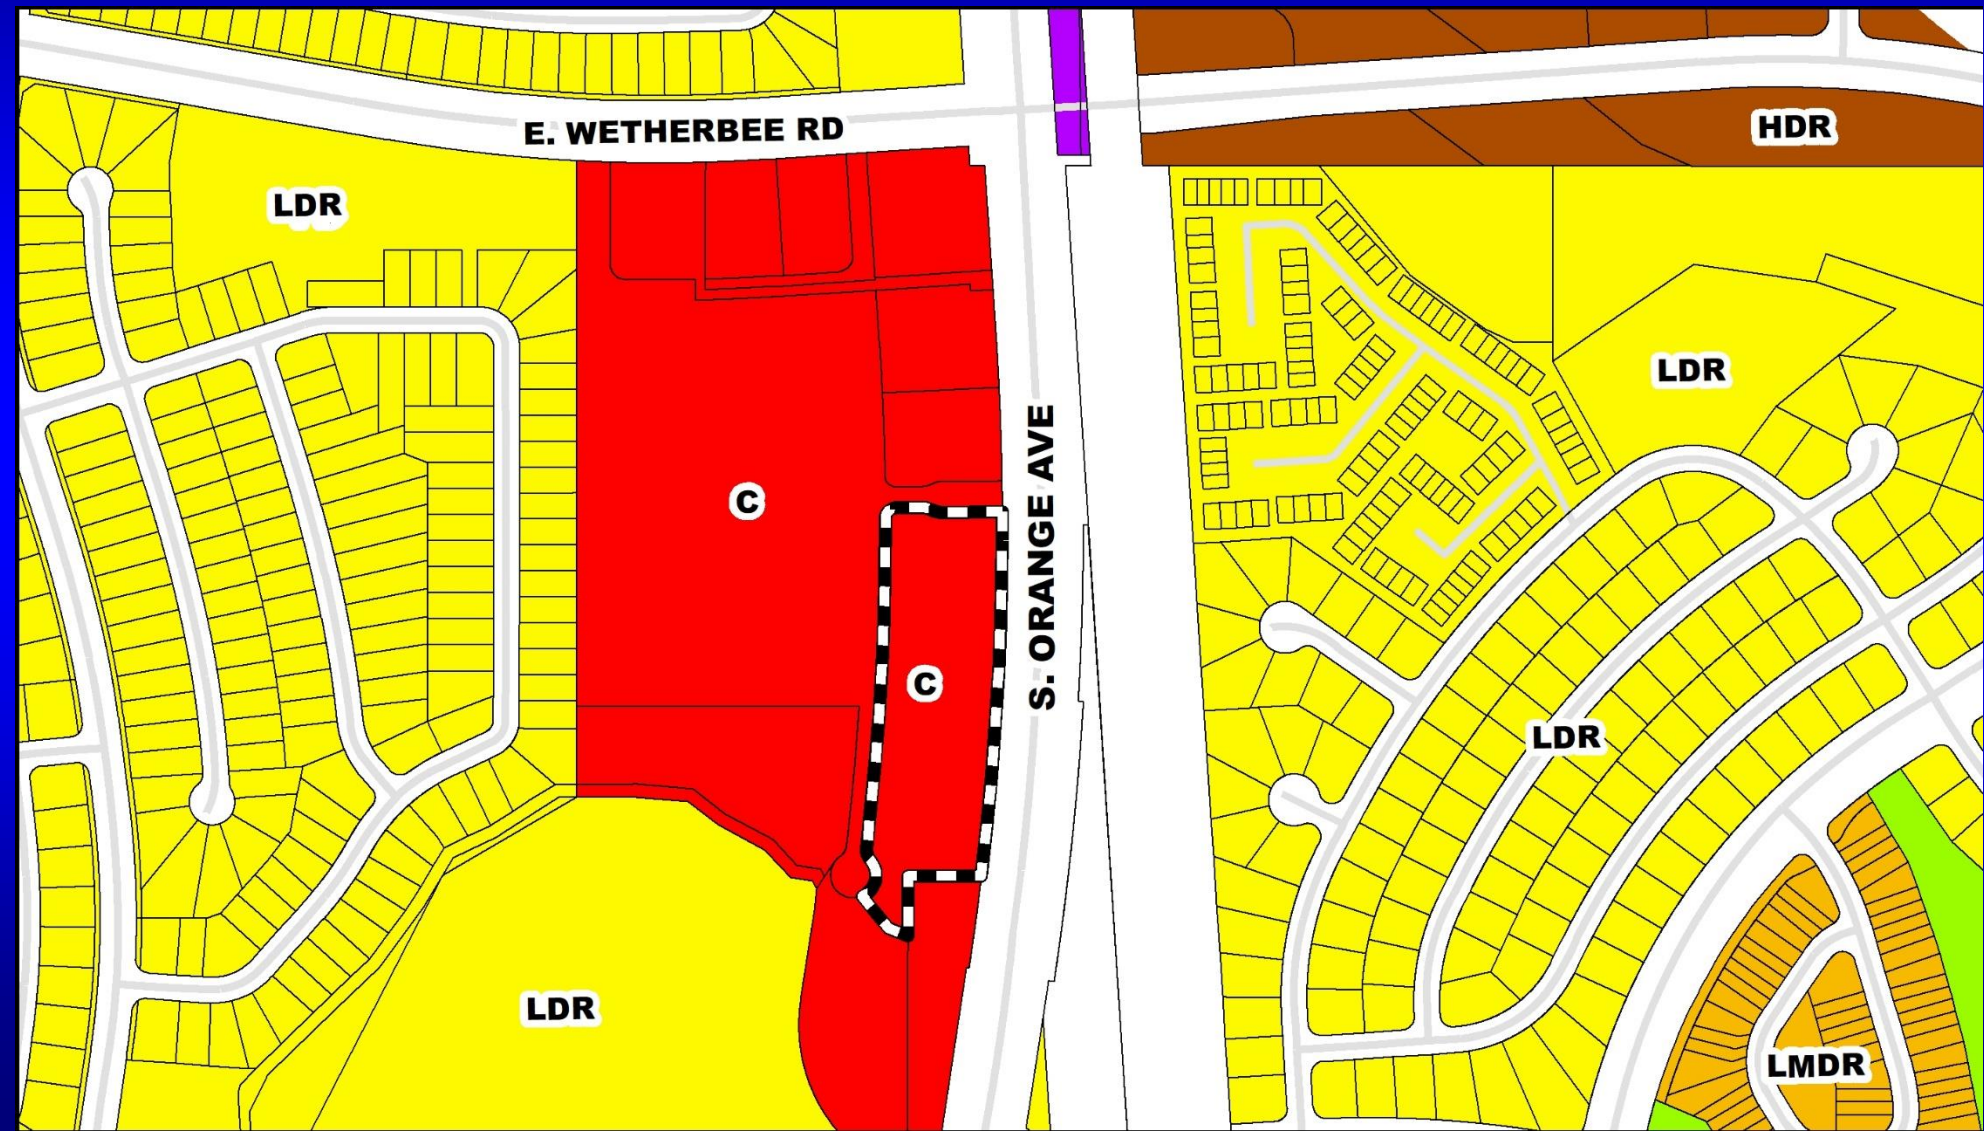 HDR
E. WETHERBEE RD
LDR
LDR
C
S. ORANGE AVE
C
LDR
LDR
LMDR